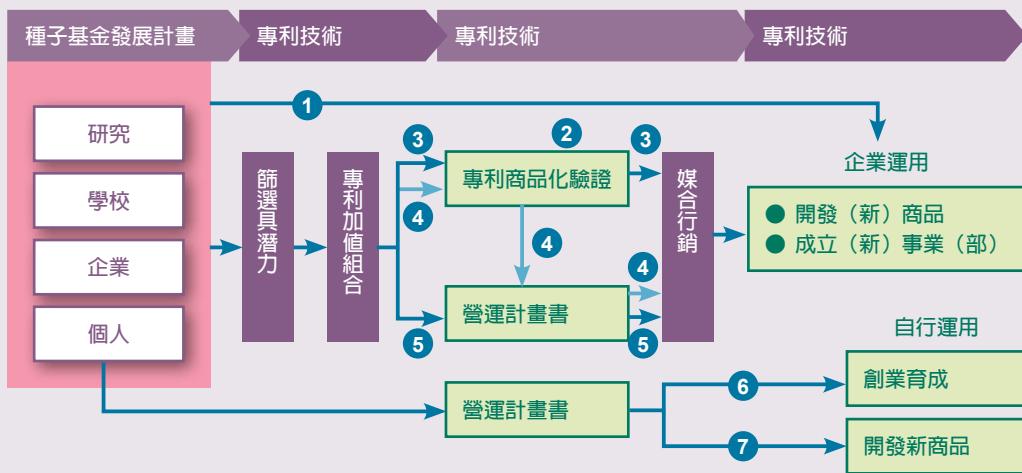 種子基金發展計畫
專利技術
專利技術
專利技術
研究
學校
企業
個人
1
篩選具潛力
專利加值組合
3
4
5
2
專利商品化驗證
4
營運計畫書
3
4
5
媒合行銷
企業運用
● 開發（新）商品
● 成立（新）事業（部）
自行運用
營運計畫書
6
創業育成
7
開發新商品